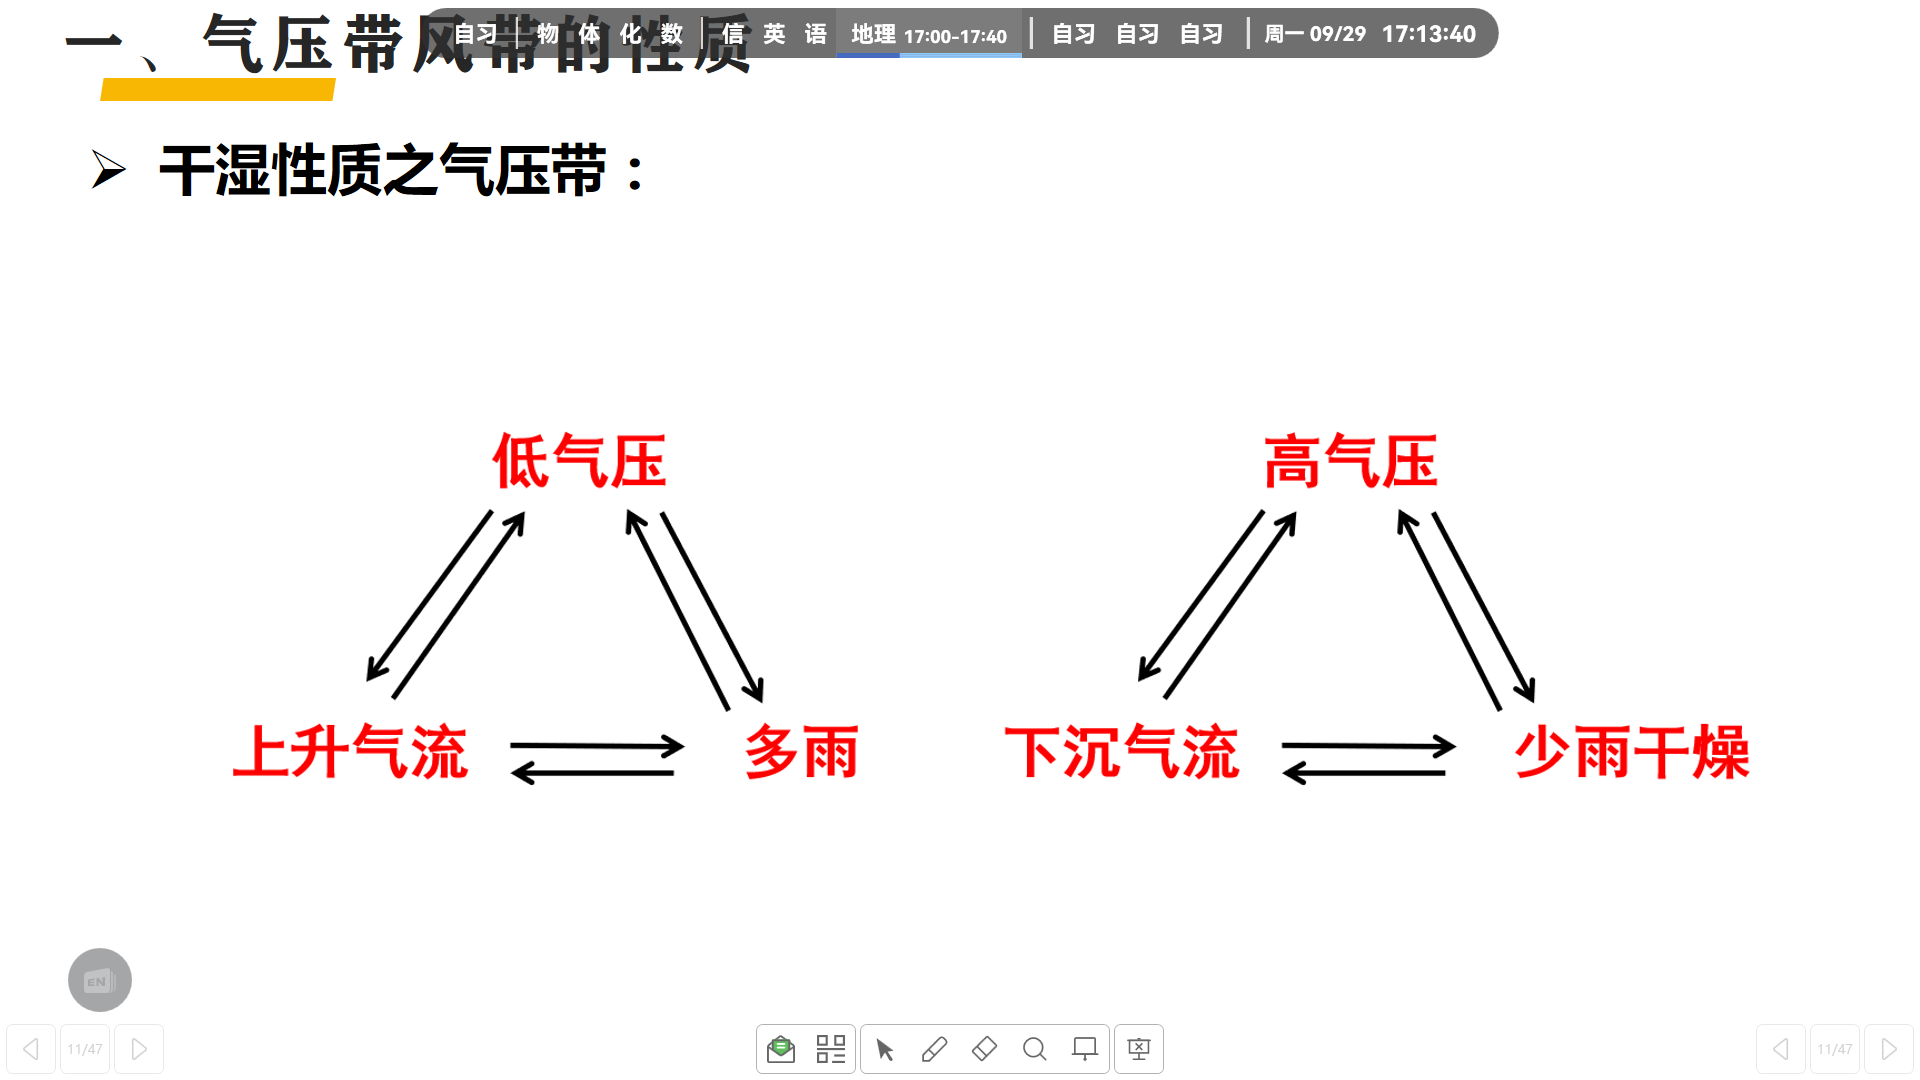 一、气压带风带的性质
自习 物 体 化 数 信 英 语 地理 17:00-17:40 自习 自习 自习 周一 09/29 17:13:40
干湿性质之气压带：
低气压 高气压
上升气流 多雨 下沉气流 少雨干燥
EN
11/47 11/47